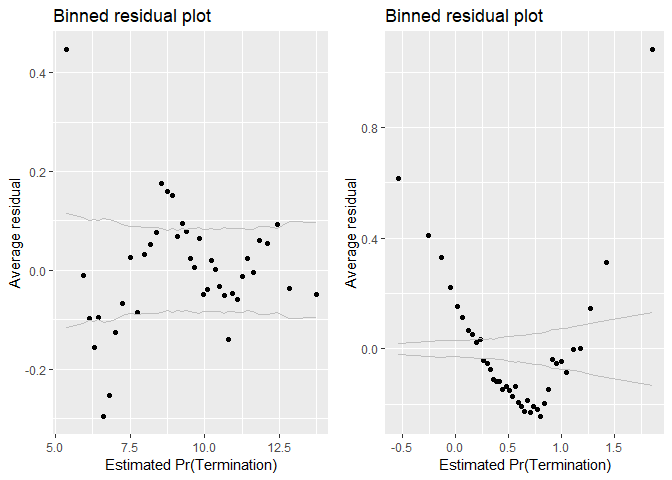 Binned residual plot
Average residual
0.4
0.2
0.0
-0.2
5.0 7.5 10.0 12.5
Estimated Pr(Termination)
Binned residual plot
Average residual
0.8
0.4
0.0
-0.5 0.0 0.5 1.0 1.5
Estimated Pr(Termination)